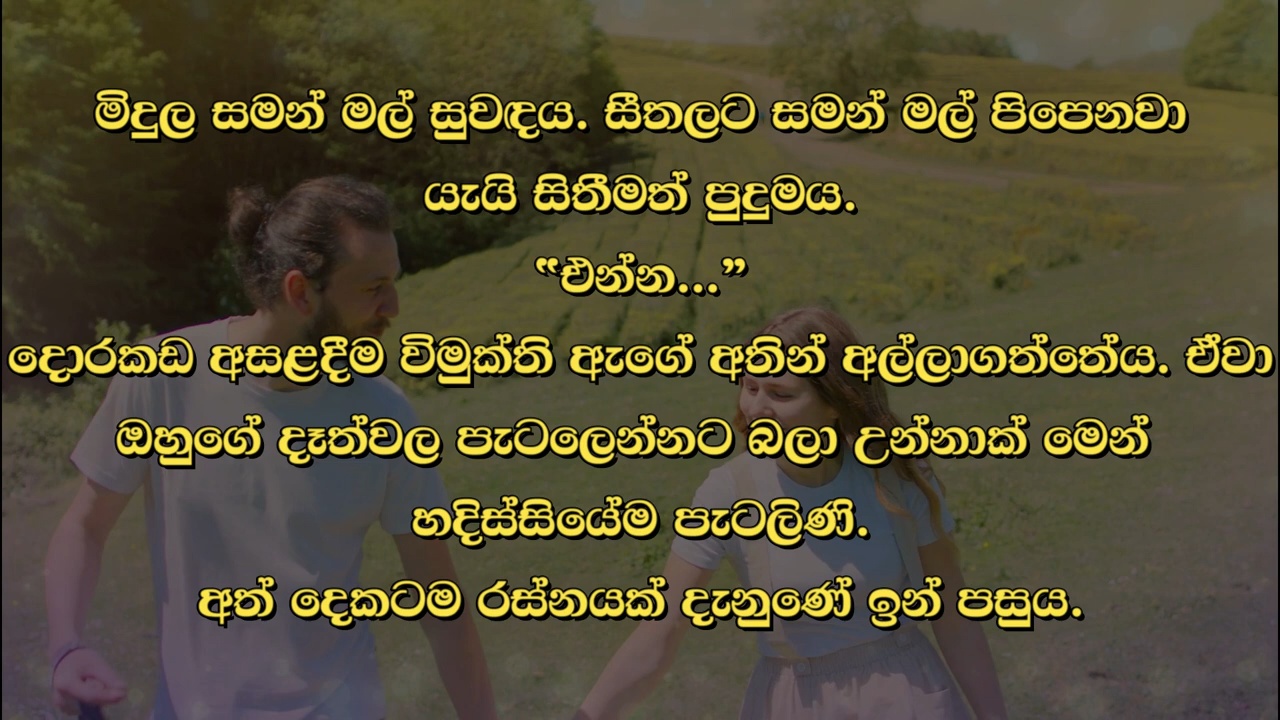 මිදුල සමන් මල් සුවඳය. සීතලට සමන් මල් පිපෙනවා
යැයි සිතීමත් පුදුමය.
“එන්න...”
දොරකඩ අසළදීම විමුක්ති ඇගේ අතින් අල්ලාගත්තේය. ඒවා
ඔහුගේ දෑත්වල පැටලෙන්නට බලා උන්නාක් මෙන්
හදිස්සියේම පැටලිණි.
අත් දෙකටම රස්නයක් දැනුණේ ඉන් පසුය.